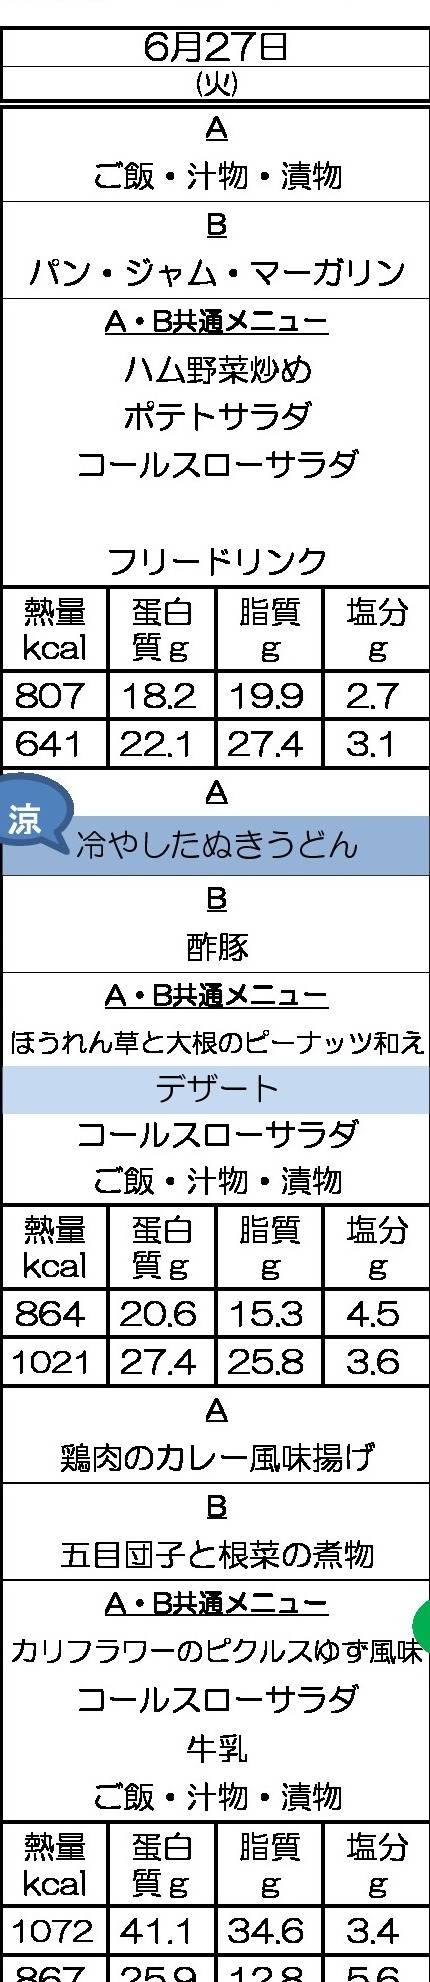 6月27日
(火)
A
ご飯・汁物・漬物
B
パン・ジャム・マーガリン
A・B共通メニュー
ハム野菜炒め
ポテトサラダ
コールスローサラダ
フリードリンク
熱量 蛋白 脂質 塩分
kcal 質g g g
807 18.2 19.9 2.7
641 22.1 27.4 3.1
A
涼
冷やしたぬきうどん
B
酢豚
A・B共通メニュー
ほうれん草と大根のピーナッツ和え
デザート
コールスローサラダ
ご飯・汁物・漬物
熱量 蛋白 脂質 塩分
kcal 質g g g
864 20.6 15.3 4.5
1021 27.4 25.8 3.6
A
鶏肉のカレー風味揚げ
B
五目団子と根菜の煮物
A・B共通メニュー
カリフラワーのピクルスゆず風味
コールスローサラダ
牛乳
ご飯・汁物・漬物
熱量 蛋白 脂質 塩分
kcal 質g g g
1072 41.1 34.6 3.4
867 25.9 12.8 5.6